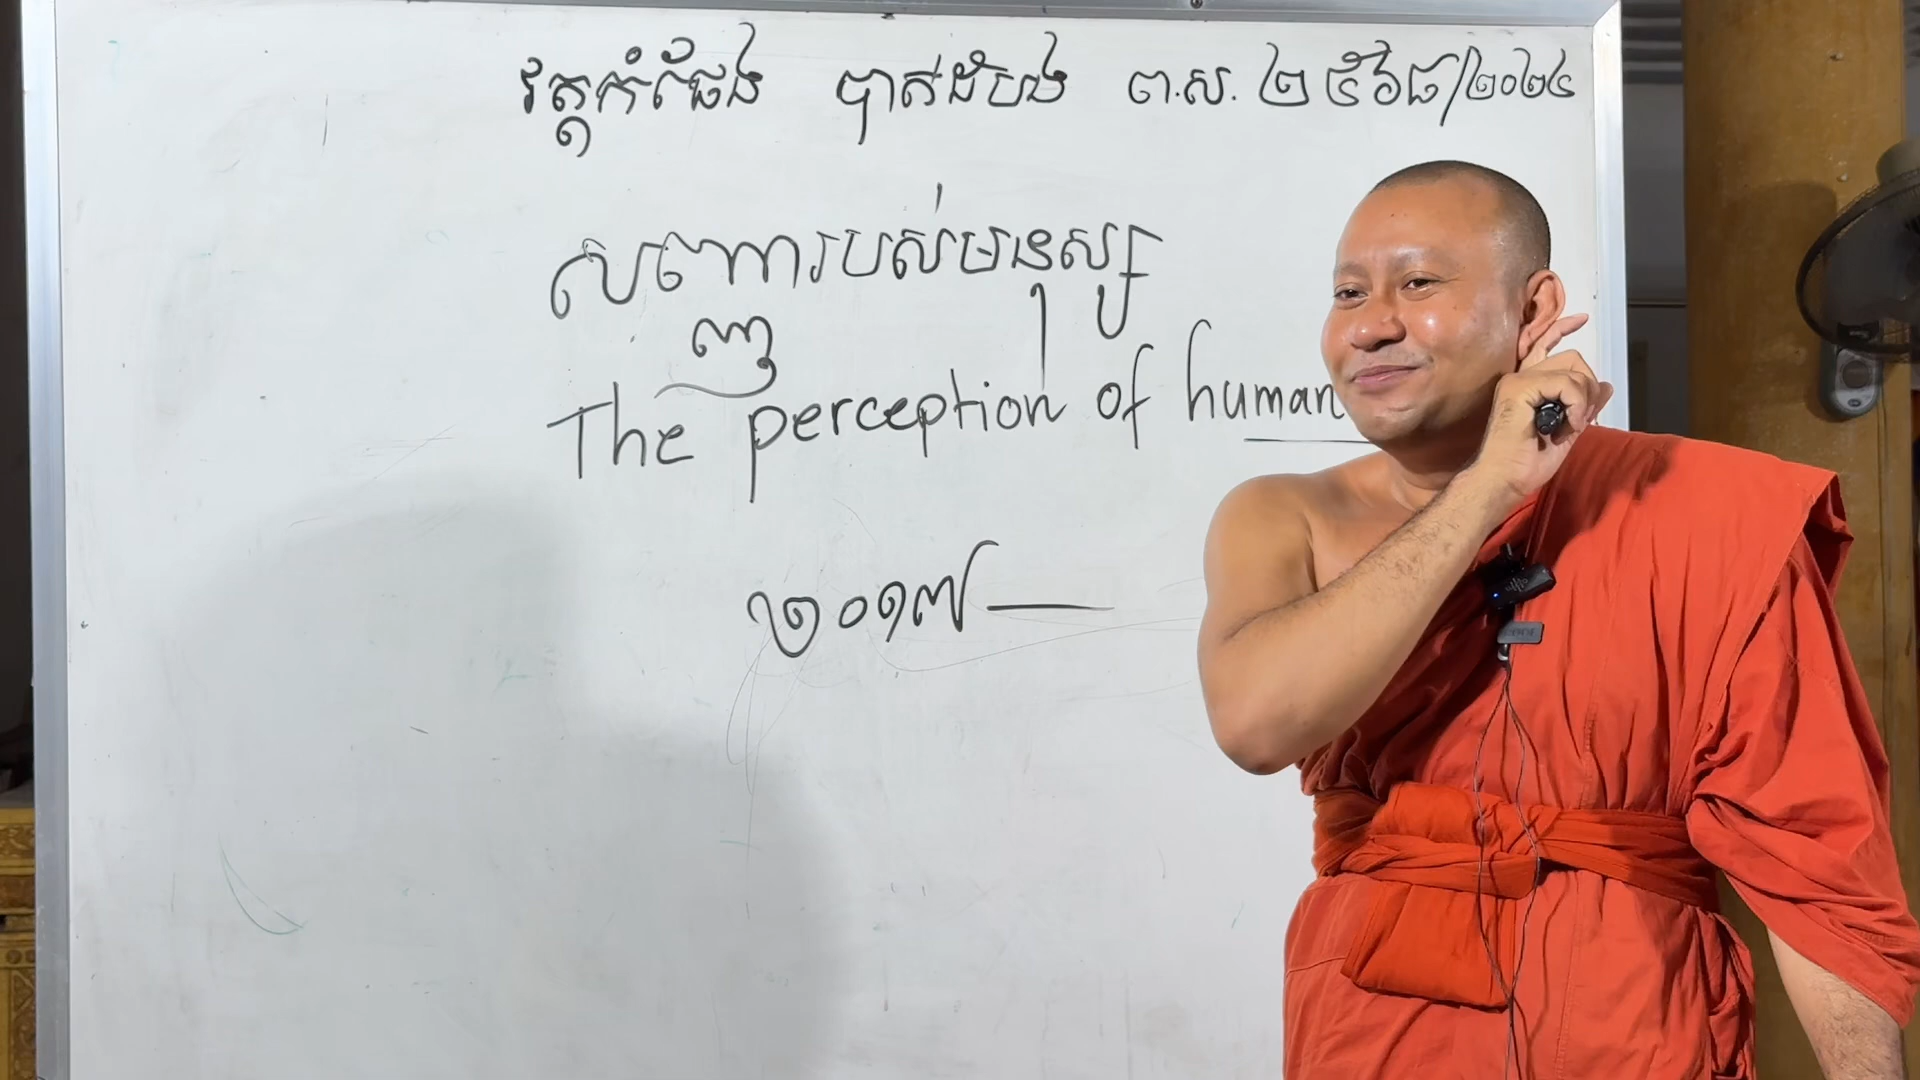 វត្តកំផែង បាត់ដំបង ព.ស. ២៥៦៨/២០២៤
សញ្ញារបស់មនុស្ស
ញ
The perception of human
២០១៧ —